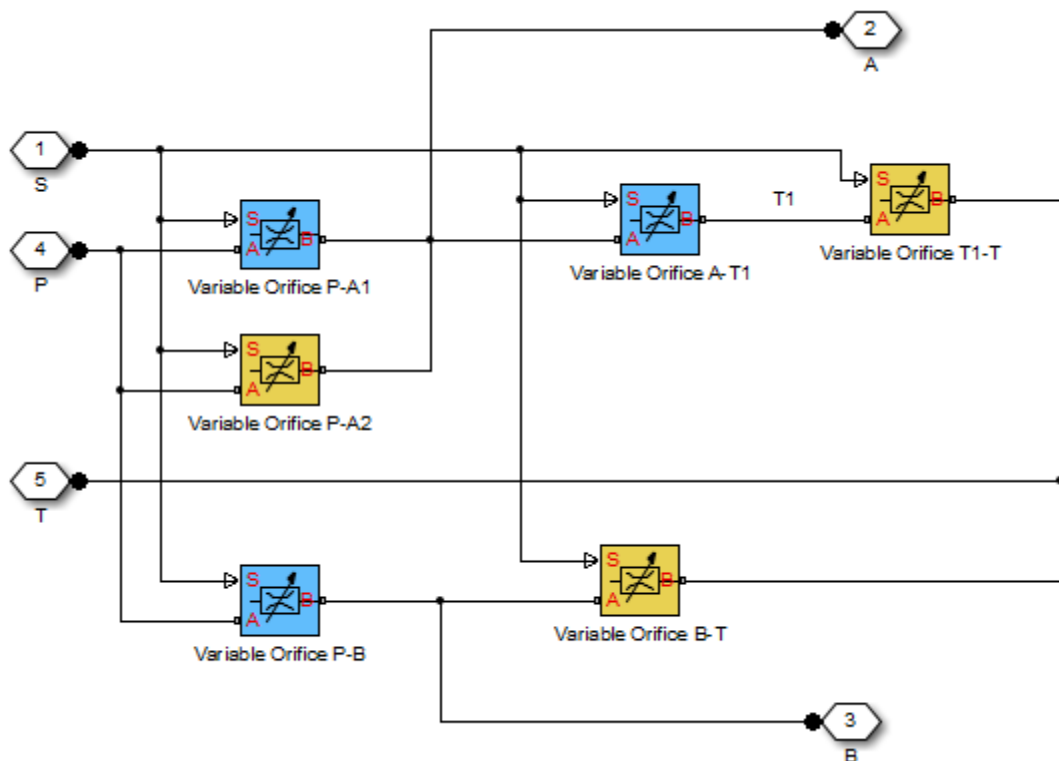 2
A
1
S
4
P
S
A
B
Variable Orifice P-A1
S
A
B
Variable Orifice A-T1
T1
S
A
B
Variable Orifice T1-T
S
A
B
Variable Orifice P-A2
5
T
S
A
B
Variable Orifice P-B
S
A
B
Variable Orifice B-T
3
B